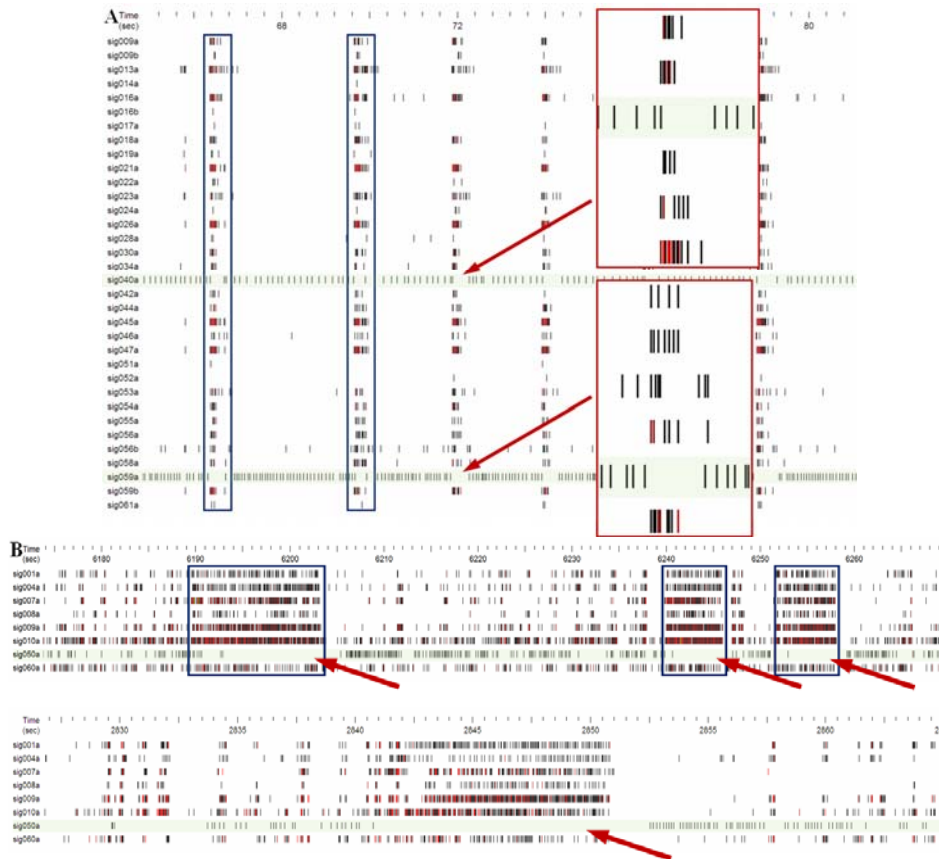 A Time
(sec) 68 72 80
sig009a
sig009b
sig013a
sig014a
sig016a
sig016b
sig017a
sig018a
sig019a
sig021a
sig022a
sig023a
sig024a
sig026a
sig028a
sig030a
sig034a
sig040a
sig042a
sig044a
sig045a
sig046a
sig047a
sig051a
sig052a
sig053a
sig054a
sig055a
sig056a
sig056b
sig058a
sig059a
sig059b
sig061a
B Time
(sec) 6180 6190 6200 6210 6220 6230 6240 6250 6260
sig001a
sig004a
sig007a
sig008a
sig009a
sig010a
sig050a
sig060a
Time
(sec) 2830 2835 2840 2845 2850 2855 2860
sig001a
sig004a
sig007a
sig008a
sig009a
sig010a
sig050a
sig060a